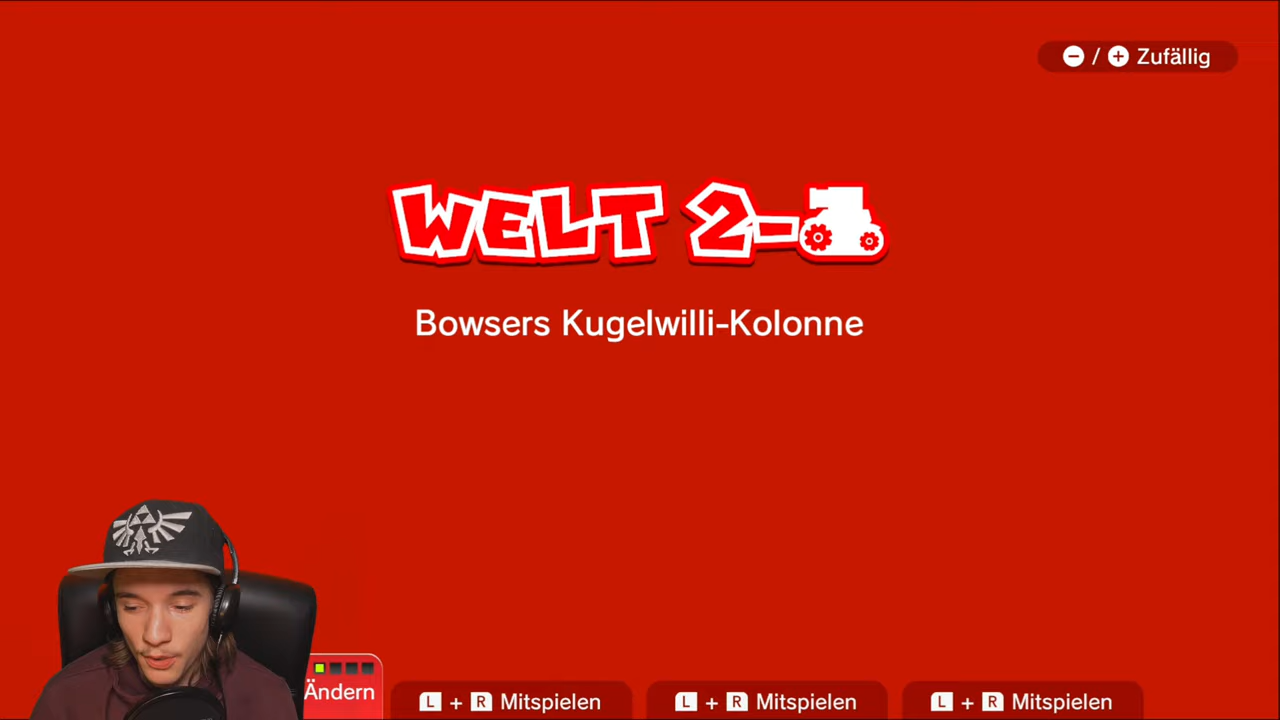 - / + Zufällig
WELT 2-
Bowsers Kugelwilli-Kolonne
Ändern
L + R Mitspielen
L + R Mitspielen
L + R Mitspielen